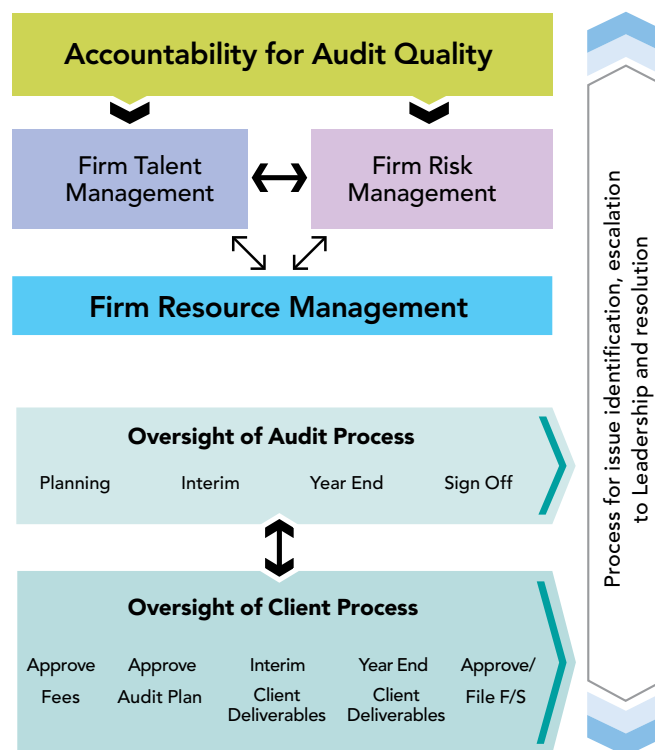 Accountability for Audit Quality
Firm Talent
Management
Firm Risk
Management
Firm Resource Management
Oversight of Audit Process
Planning
Interim
Year End
Sign Off
Oversight of Client Process
Approve
Fees
Approve
Audit Plan
Interim
Client
Deliverables
Year End
Client
Deliverables
Approve/
File F/S
Process for issue identification, escalation
to Leadership and resolution